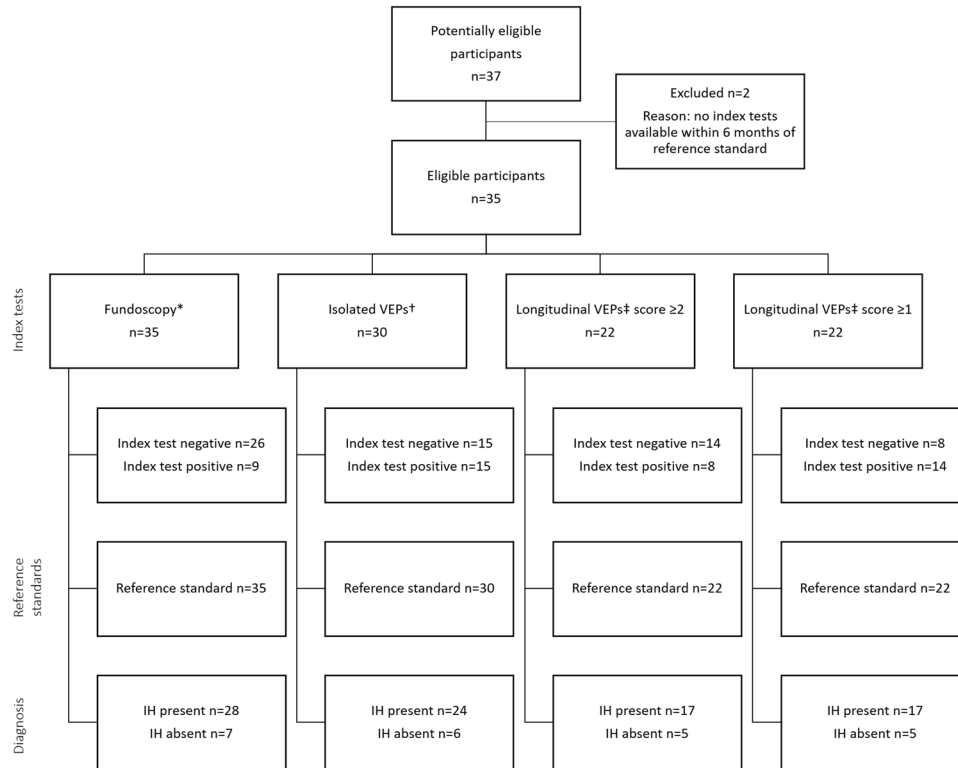 Potentially eligible
participants
n=37
Excluded n=2
Reason: no index tests
available within 6 months of
reference standard
Eligible participants
n=35
Index tests
Fundoscopy*
n=35
Isolated VEPs†
n=30
Longitudinal VEPs‡ score ≥2
n=22
Longitudinal VEPs‡ score ≥1
n=22
Index test negative n=26
Index test positive n=9
Index test negative n=15
Index test positive n=15
Index test negative n=14
Index test positive n=8
Index test negative n=8
Index test positive n=14
Reference
standards
Reference standard n=35
Reference standard n=30
Reference standard n=22
Reference standard n=22
Diagnosis
IH present n=28
IH absent n=7
IH present n=24
IH absent n=6
IH present n=17
IH absent n=5
IH present n=17
IH absent n=5